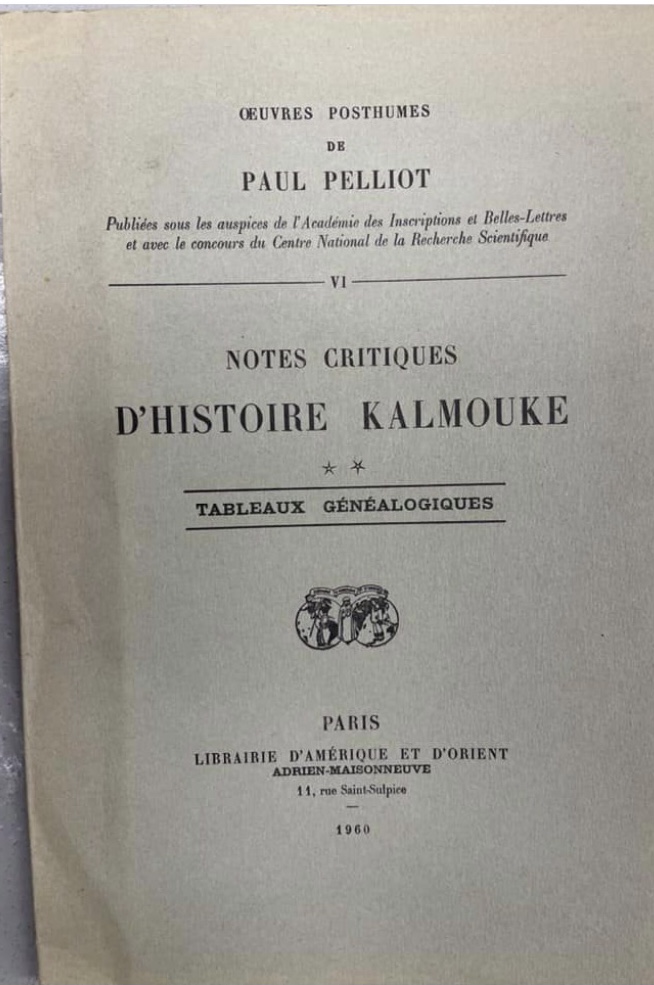 ŒUVRES POSTHUMES
DE
PAUL PELLIOT
Publiées sous les auspices de l'Académie des Inscriptions et Belles-Lettres
et avec le concours du Centre National de la Recherche Scientifique
VI
NOTES CRITIQUES
D'HISTOIRE KALMOUKE
TABLEAUX GÉNÉALOGIQUES
PARIS
LIBRAIRIE D'AMÉRIQUE ET D'ORIENT
ADRIEN-MAISONNEUVE
11, rue Saint-Sulpice
1960